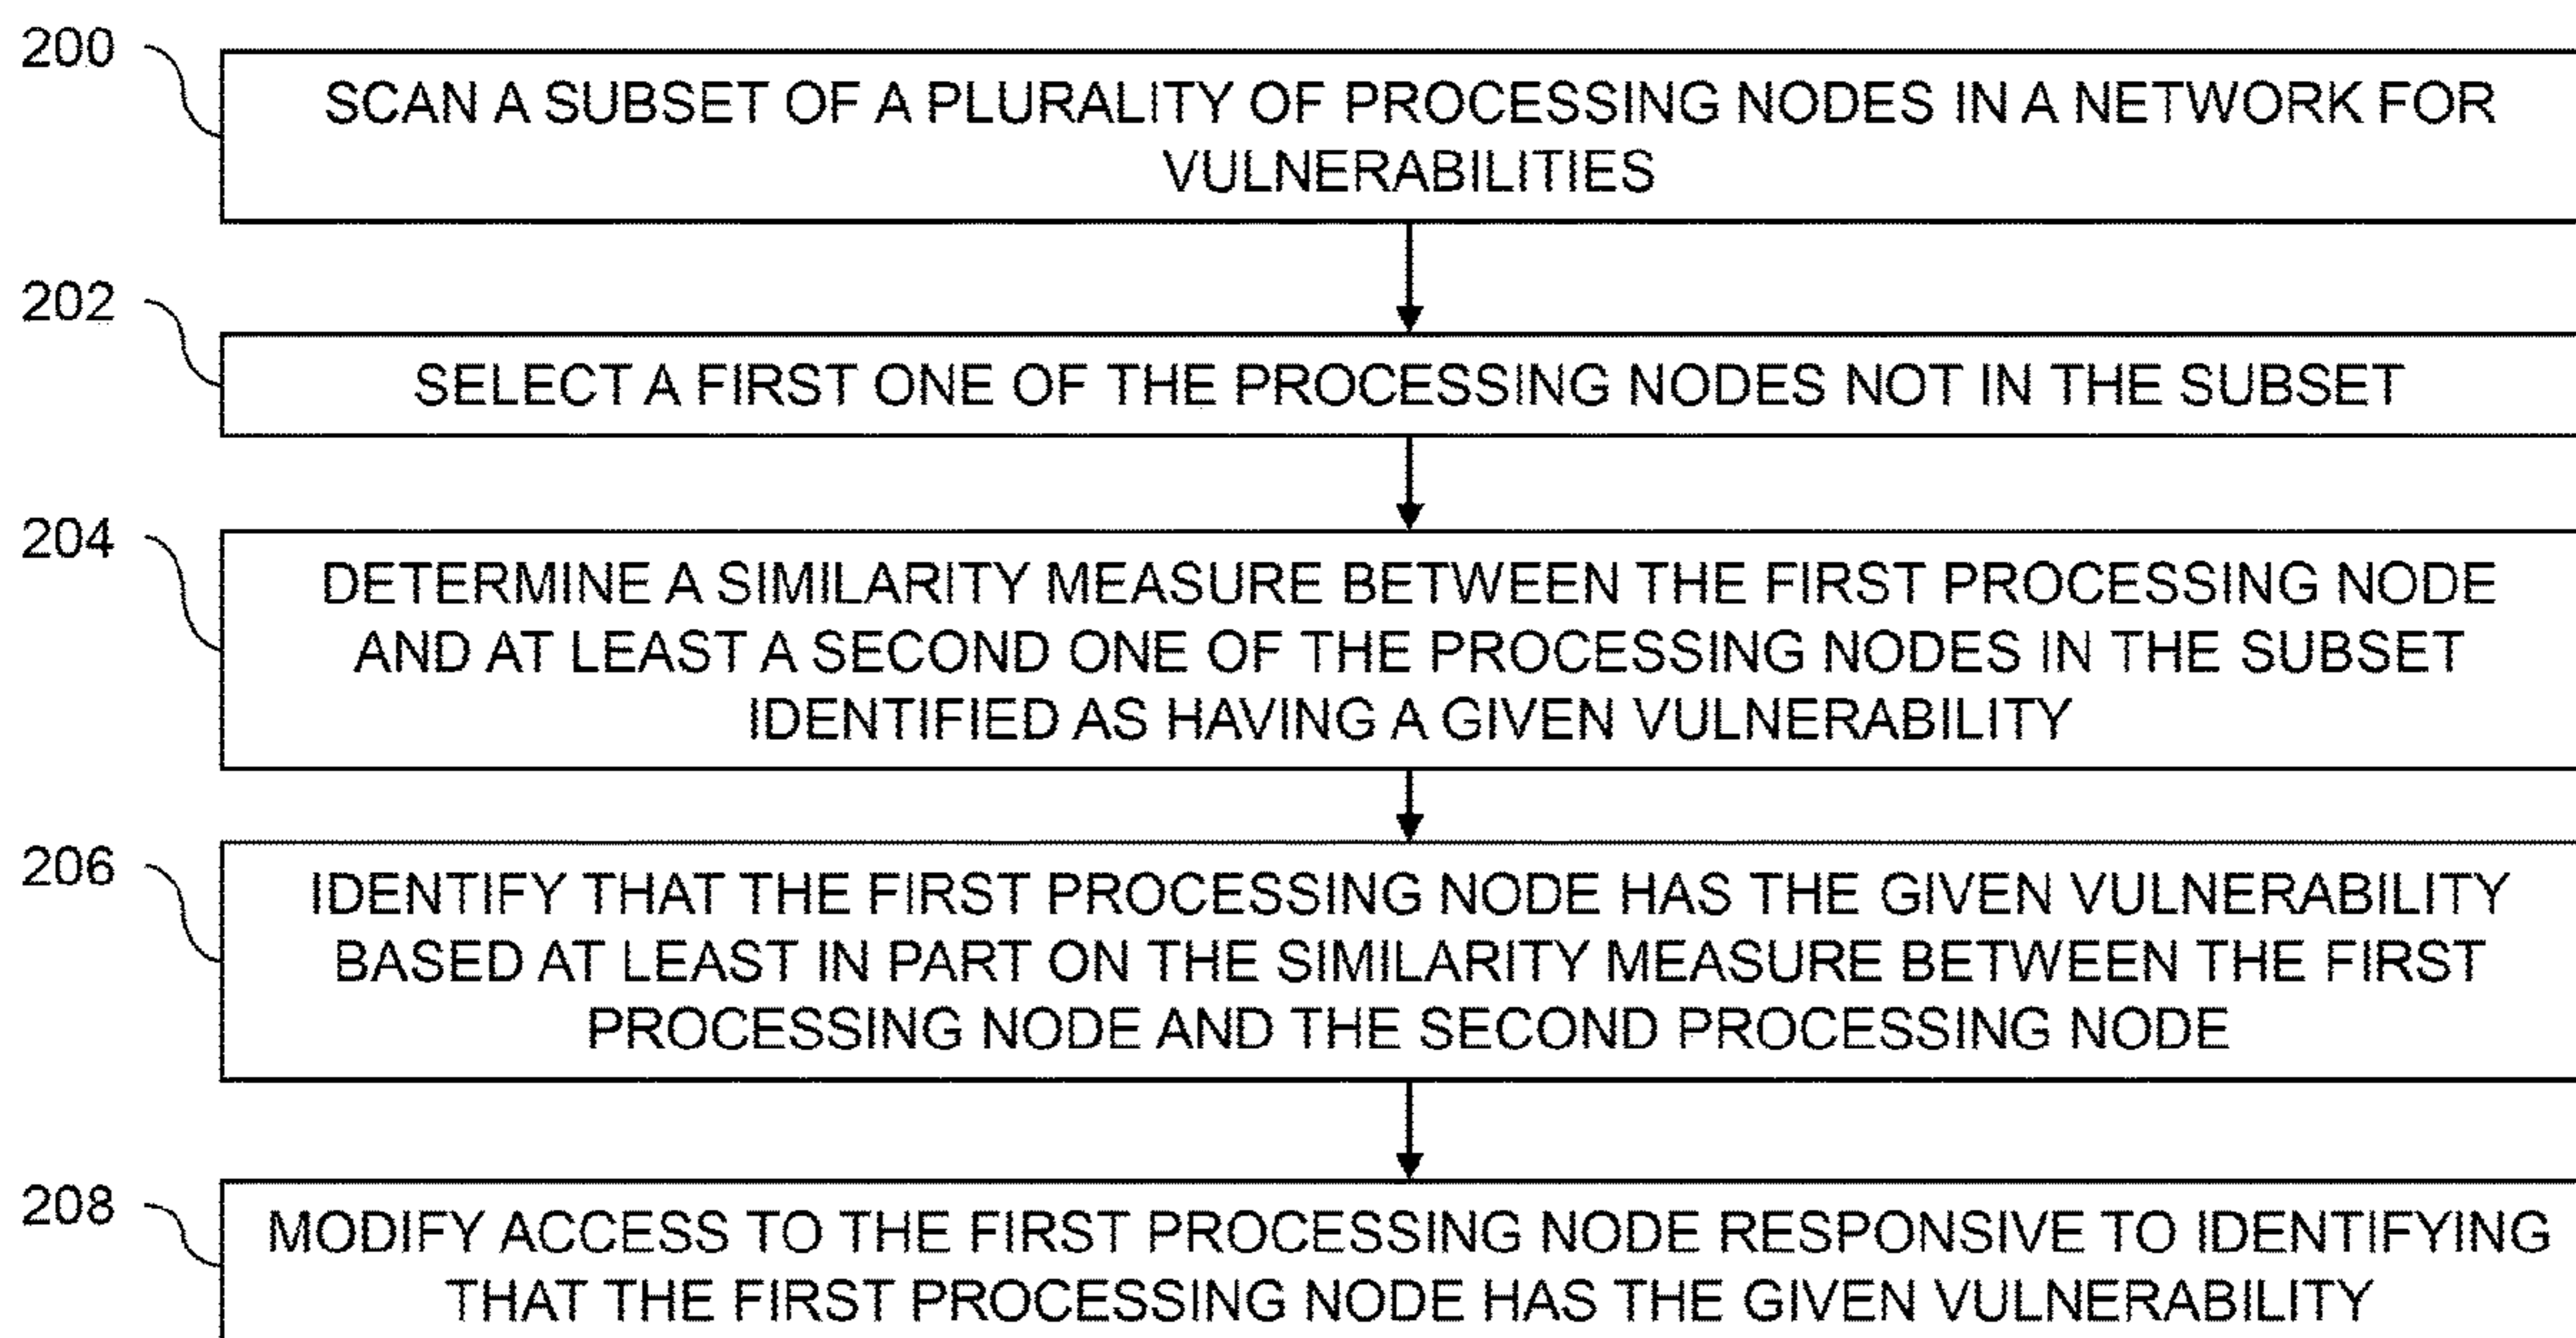 200
SCAN A SUBSET OF A PLURALITY OF PROCESSING NODES IN A NETWORK FOR
VULNERABILITIES
202
SELECT A FIRST ONE OF THE PROCESSING NODES NOT IN THE SUBSET
204
DETERMINE A SIMILARITY MEASURE BETWEEN THE FIRST PROCESSING NODE
AND AT LEAST A SECOND ONE OF THE PROCESSING NODES IN THE SUBSET
IDENTIFIED AS HAVING A GIVEN VULNERABILITY
206
IDENTIFY THAT THE FIRST PROCESSING NODE HAS THE GIVEN VULNERABILITY
BASED AT LEAST IN PART ON THE SIMILARITY MEASURE BETWEEN THE FIRST
PROCESSING NODE AND THE SECOND PROCESSING NODE
208
MODIFY ACCESS TO THE FIRST PROCESSING NODE RESPONSIVE TO IDENTIFYING
THAT THE FIRST PROCESSING NODE HAS THE GIVEN VULNERABILITY